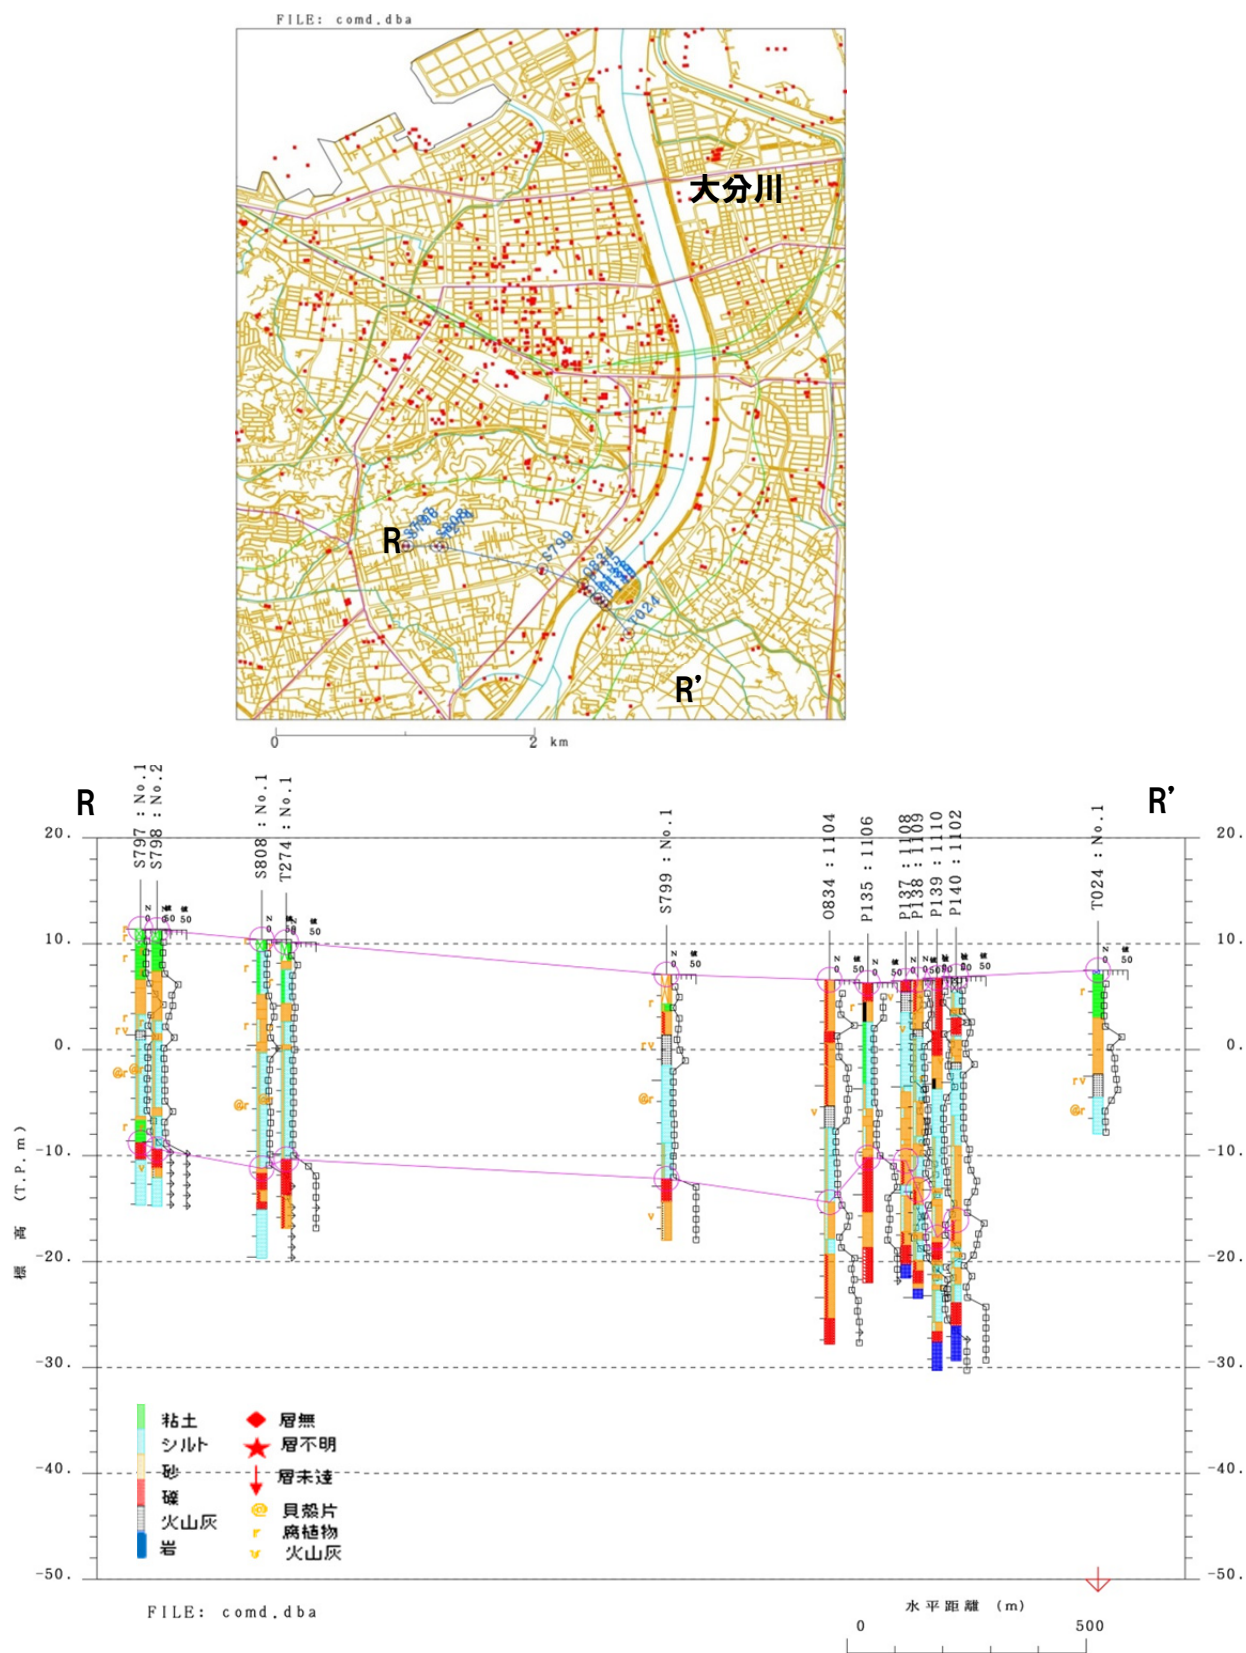 FILE: comd.dba
大分川
R
S799
T024
R’
0 2 km
R
R’
S797 : No.1
S798 : No.2
S808 : No.1
T274 : No.1
S799 : No.1
O834 : 1104
P135 : 1106
P137 : 1108
P138 : 1109
P139 : 1110
P140 : 1102
T024 : No.1
20. 20.
10. 10.
0. 0.
-10. -10.
-20. -20.
-30. -30.
-40. -40.
-50. -50.
標高 (T.P.m)
粘土
シルト
砂
礫
火山灰
岩
層無
層不明
層未達
@ 貝殻片
r 腐植物
v 火山灰
FILE: comd.dba
水平距離 (m)
0 500